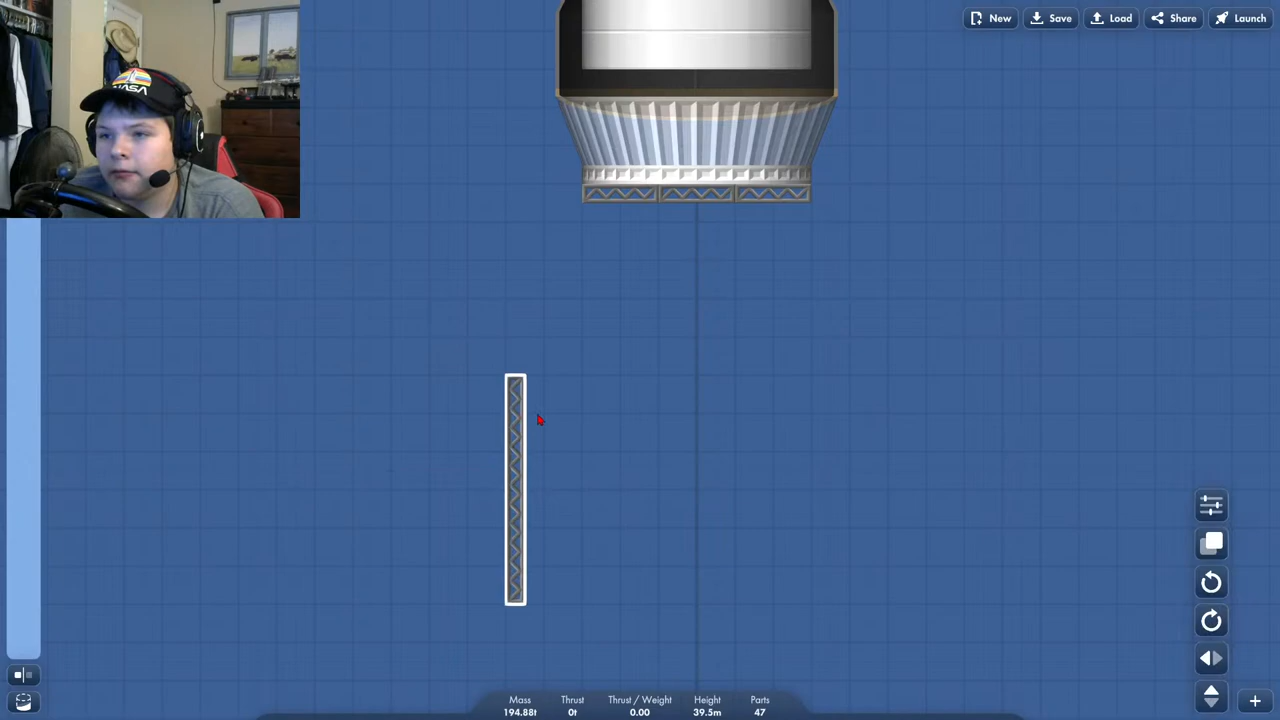 New Save Load Share Launch
NASA
Mass Thrust Thrust / Weight Height Parts
194.88t 0t 0.00 39.5m 47